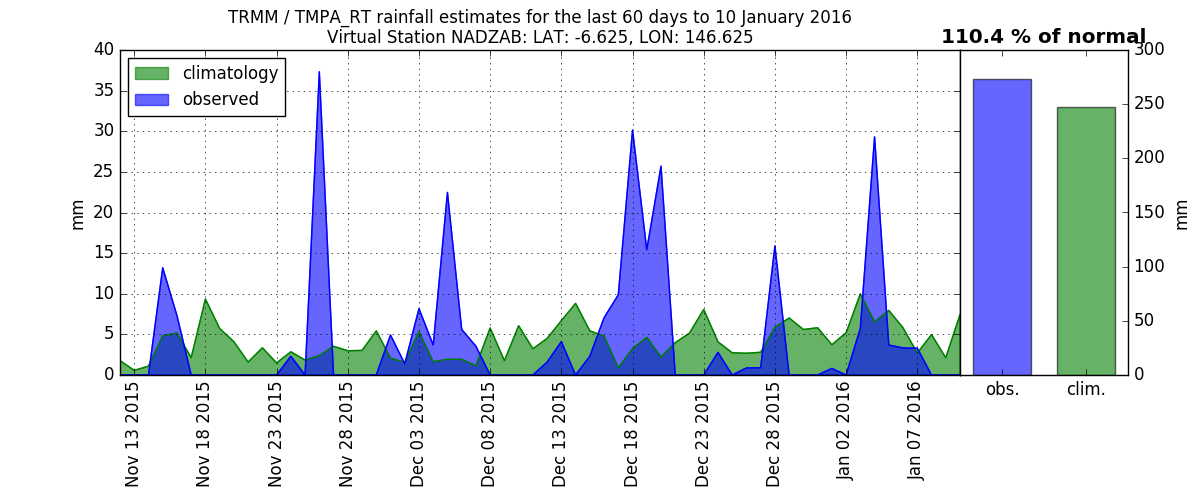 TRMM / TMPA_RT rainfall estimates for the last 60 days to 10 January 2016
Virtual Station NADZAB: LAT: -6.625, LON: 146.625
110.4 % of normal
climatology
observed
40
35
30
25
20
15
10
5
0
mm
Nov 13 2015
Nov 18 2015
Nov 23 2015
Nov 28 2015
Dec 03 2015
Dec 08 2015
Dec 13 2015
Dec 18 2015
Dec 23 2015
Dec 28 2015
Jan 02 2016
Jan 07 2016
300
250
200
150
100
50
0
mm
obs.
clim.